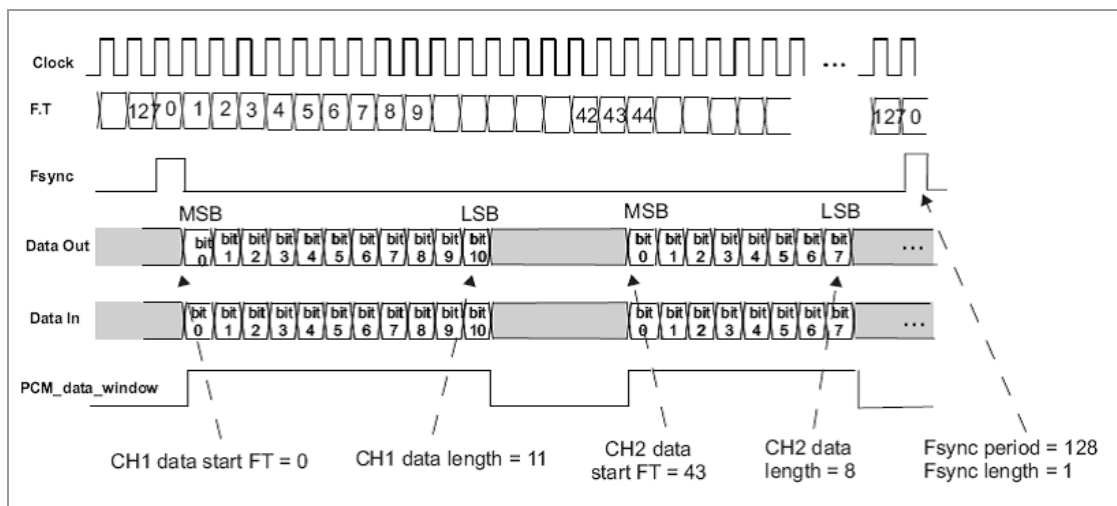 Clock ...
F.T 127 0 1 2 3 4 5 6 7 8 9 42 43 44 127 0
Fsync
MSB LSB MSB LSB
Data Out bit 0 bit 1 bit 2 bit 3 bit 4 bit 5 bit 6 bit 7 bit 8 bit 9 bit 10 bit 0 bit 1 bit 2 bit 3 bit 4 bit 5 bit 6 bit 7 ...
Data In bit 0 bit 1 bit 2 bit 3 bit 4 bit 5 bit 6 bit 7 bit 8 bit 9 bit 10 bit 0 bit 1 bit 2 bit 3 bit 4 bit 5 bit 6 bit 7 ...
PCM_data_window
CH1 data start FT = 0
CH1 data length = 11
CH2 data
start FT = 43
CH2 data
length = 8
Fsync period = 128
Fsync length = 1